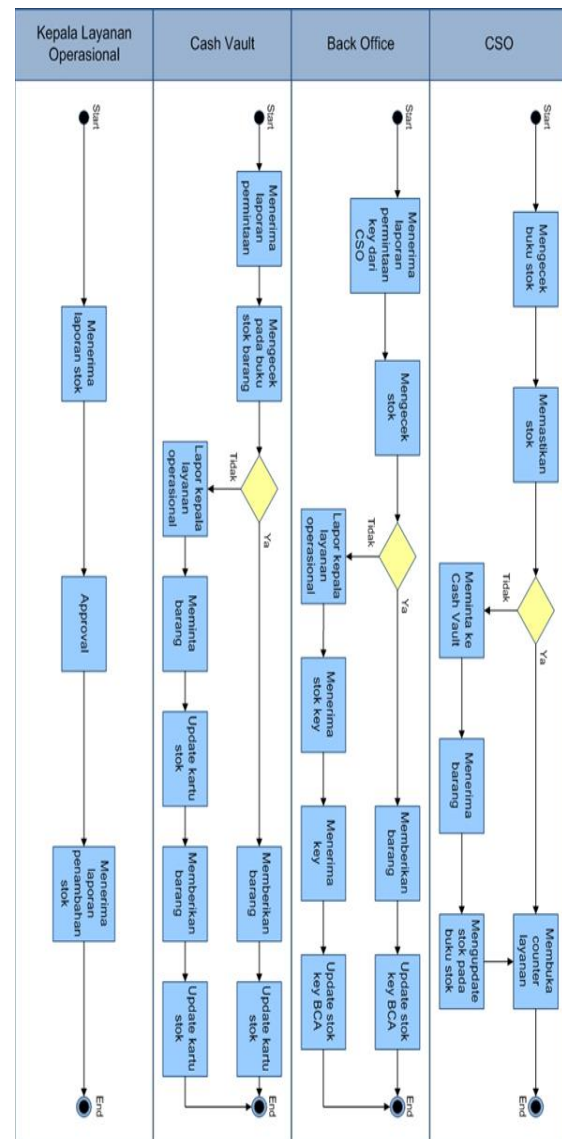 Kepala Layanan
Operasional
Cash Vault
Back Office
CSO
Start
Menerima
laporan stok
Approval
Menerima
laporan
penambahan
stok
End
Start
Menerima
laporan
permintaan
Mengecek
pada buku
stok barang
Tidak
Ya
Lapor kepala
layanan
operasional
Meminta
barang
Update kartu
stok
Memberikan
barang
Update kartu
stok
Memberikan
barang
Update kartu
stok
End
Start
Menerima
laporan
permintaan
key dari
CSO
Mengecek
stok
Tidak
Ya
Lapor kepala
layanan
operasional
Menerima
stok key
Menerima
key
Update stok
key BCA
Memberikan
barang
Update stok
key BCA
End
Start
Mengecek
buku stok
Memastikan
stok
Tidak
Ya
Meminta ke
Cash Vault
Menerima
barang
Mengupdate
stok pada
buku stok
Membuka
counter
layanan
End